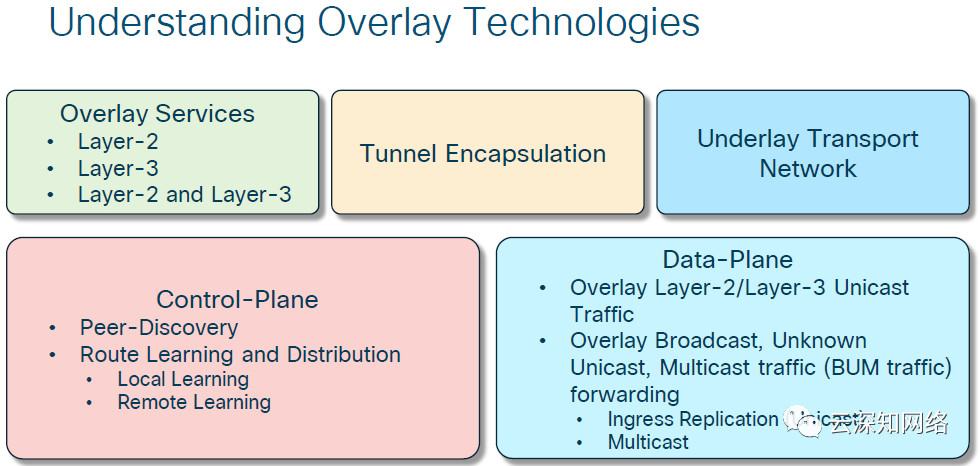 Understanding Overlay Technologies
Overlay Services
• Layer-2
• Layer-3
• Layer-2 and Layer-3
Tunnel Encapsulation
Underlay Transport
Network
Control-Plane
• Peer-Discovery
• Route Learning and Distribution
• Local Learning
• Remote Learning
Data-Plane
• Overlay Layer-2/Layer-3 Unicast
Traffic
• Overlay Broadcast, Unknown
Unicast, Multicast traffic (BUM traffic)
forwarding
• Ingress Replication
• Multicast
云深知网络